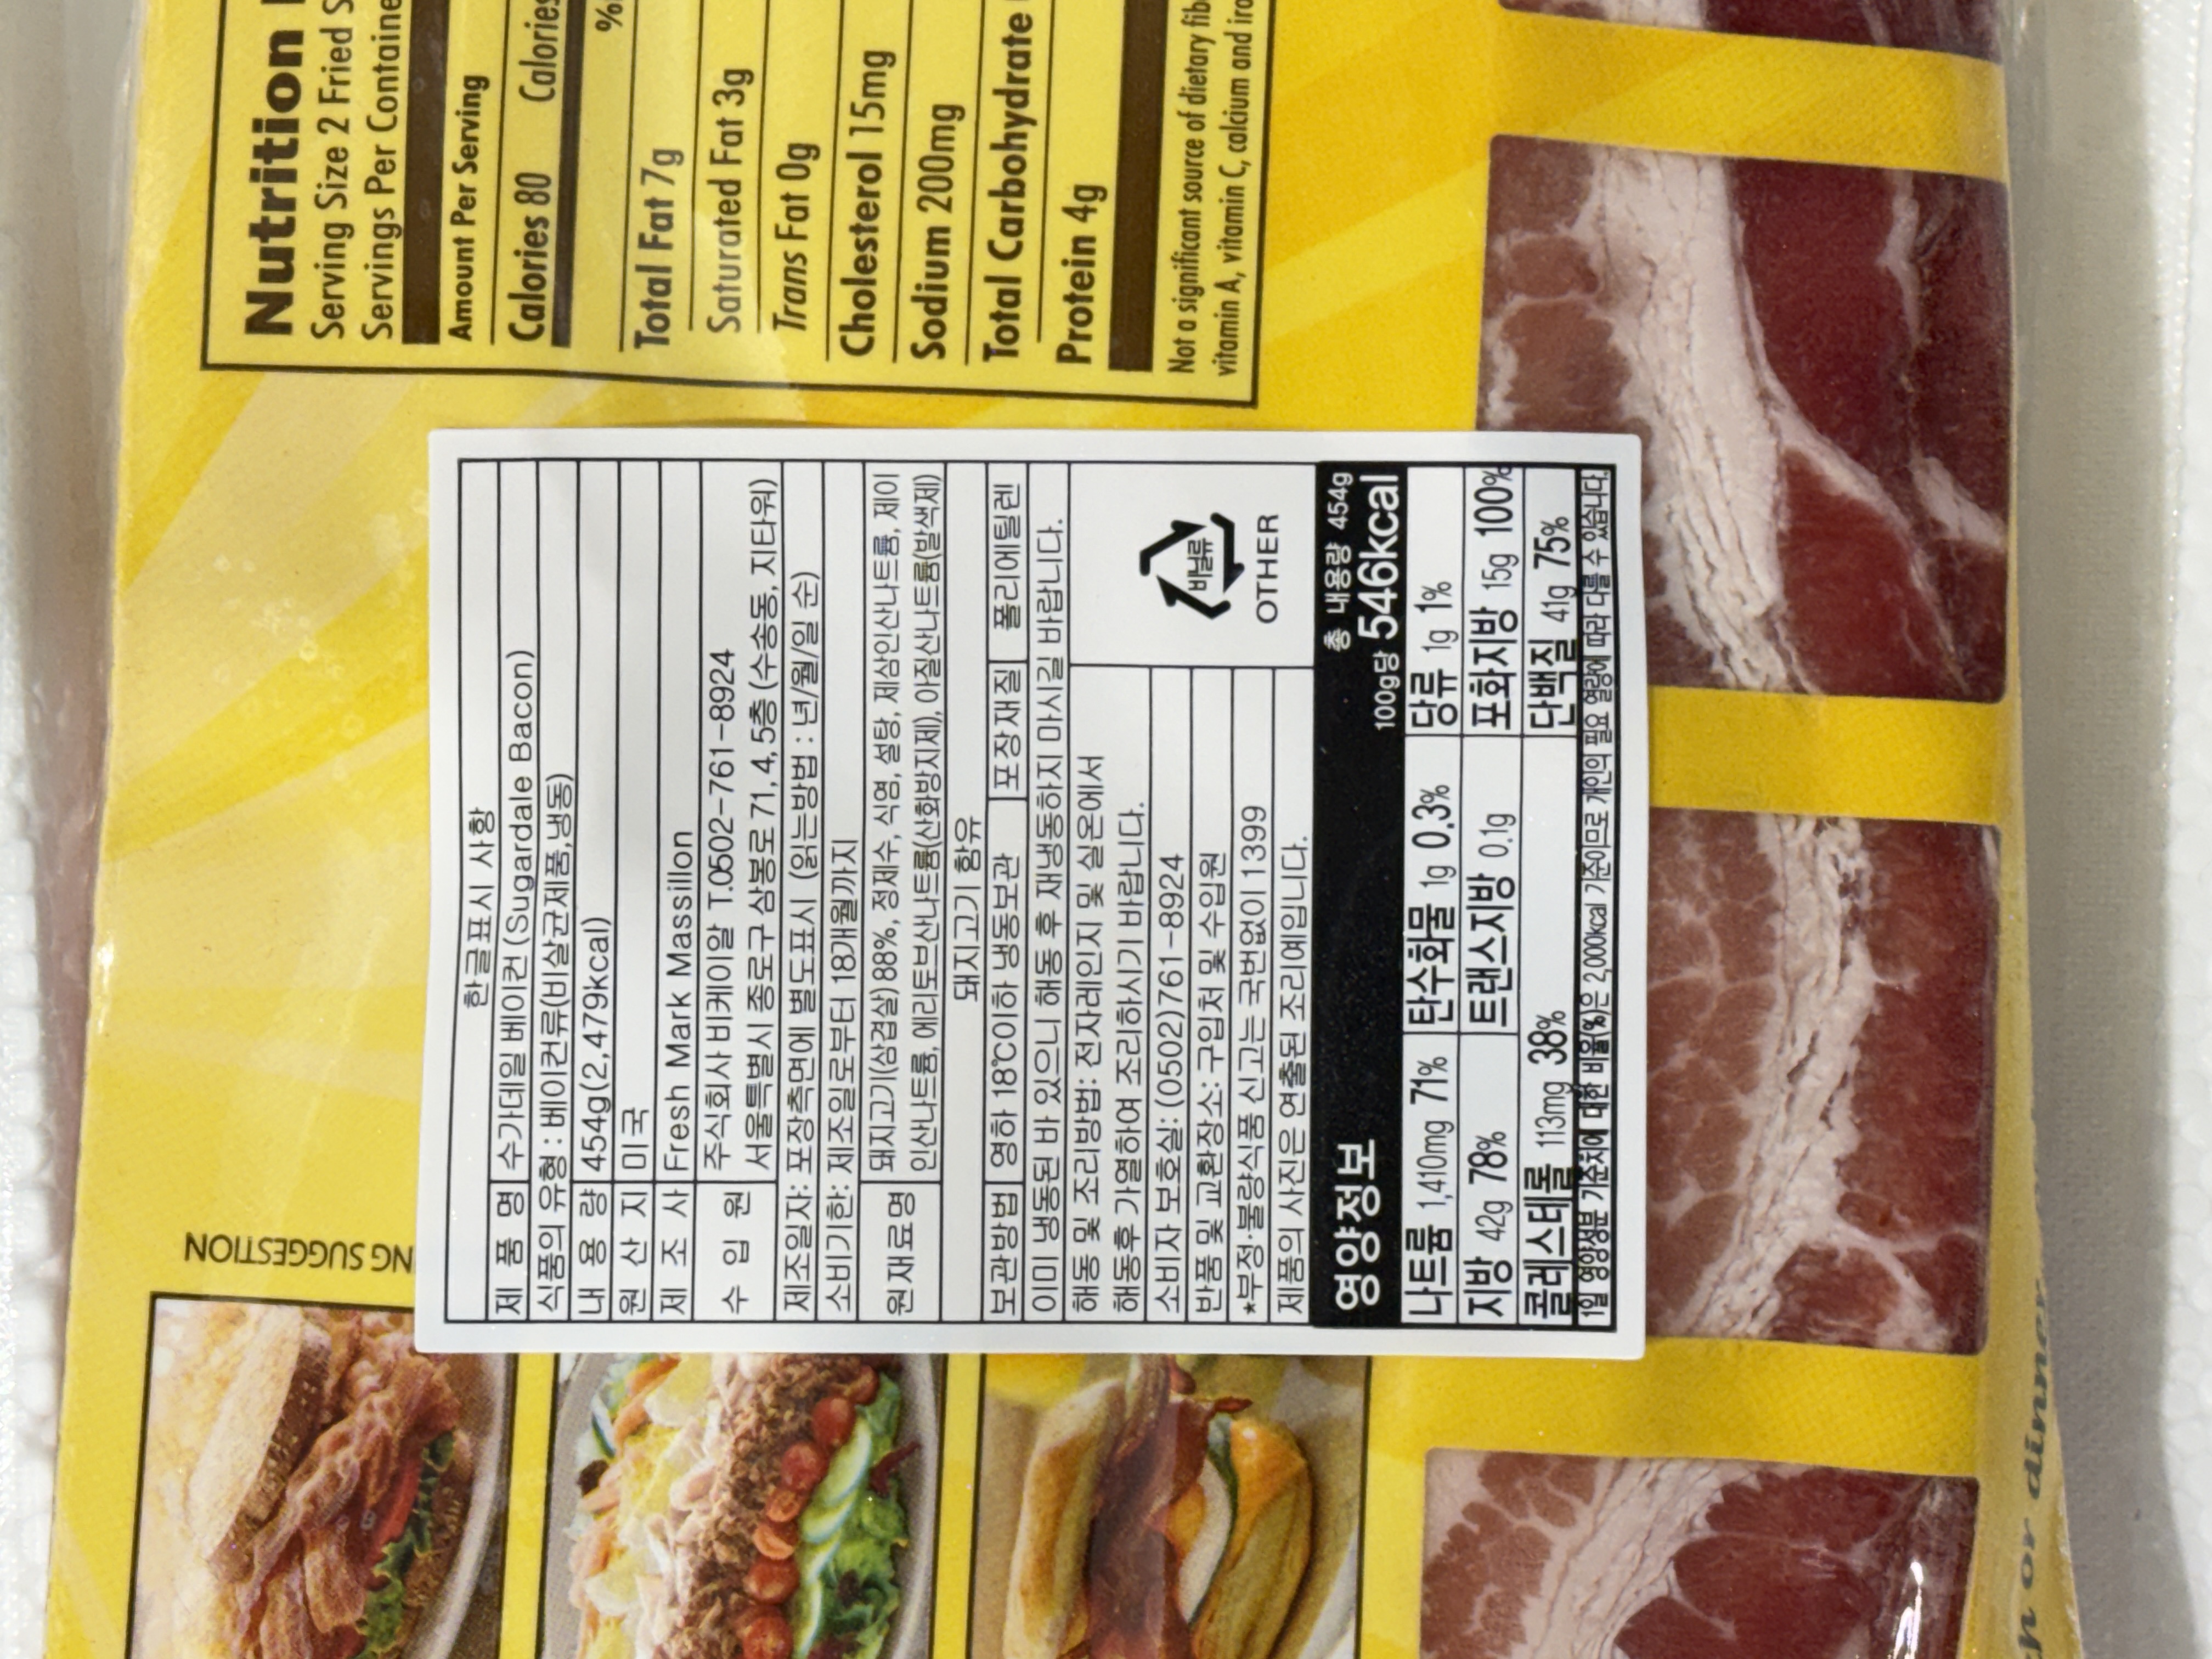 Nutrition
Serving Size 2 Fried
Servings Per
Amount Per Serving
Calories 80 Calories
%
Total Fat 7g
Saturated Fat 3g
Trans Fat 0g
Cholesterol 15mg
Sodium 200mg
Total Carbohydrate
Protein 4g
Not a significant source of dietary
vitamin A, vitamin C, calcium and
한글표시 사항
제 품 명 수가데일 베이컨 (Sugardale Bacon)
식품의 유형 : 베이컨류(비살균제품,냉동)
내 용 량 454g(2,479kcal)
원 산 지 미국
제 조 사 Fresh Mark Massillon
수 입 원 주식회사 비케이알 T.0502-761-8924
서울특별시 종로구 삼봉로 71, 4, 5층 (수송동, 지타워)
제조일자: 포장측면에 별도표시 (읽는방법 : 년/월/일 순)
소비기한: 제조일로부터 18개월까지
원재료명 돼지고기(삼겹살) 88%, 정제수, 식염, 설탕, 제삼인산나트륨, 제이
인산나트륨, 에리토브산나트륨(산화방지제), 아질산나트륨(발색제)
돼지고기 함유
보관방법 영하 18℃이하 냉동보관 포장재질 폴리에틸렌
이미 냉동된 바 있으니 해동 후 재냉동하지 마시길 바랍니다.
해동 및 조리방법: 전자레인지 및 실온에서
해동후 가열하여 조리하시기 바랍니다.
소비자 보호실: (0502)761-8924
반품 및 교환장소: 구입처 및 수입원
*부정·불량식품 신고는 국번없이 1399
제품의 사진은 연출된 조리예입니다.
비닐류
OTHER
영양정보
총 내용량 454g
100g당 546kcal
나트륨 1,410mg 71% 탄수화물 1g 0.3% 당류 1g 1%
지방 42g 78% 트랜스지방 0.1g 포화지방 15g 100%
콜레스테롤 113mg 38% 단백질 41g 75%
1일 영양성분 기준치에 대한 비율(%)은 2,000kcal 기준이므로 개인의 필요 열량에 따라 다를 수 있습니다.
SUGGESTION
or dinner